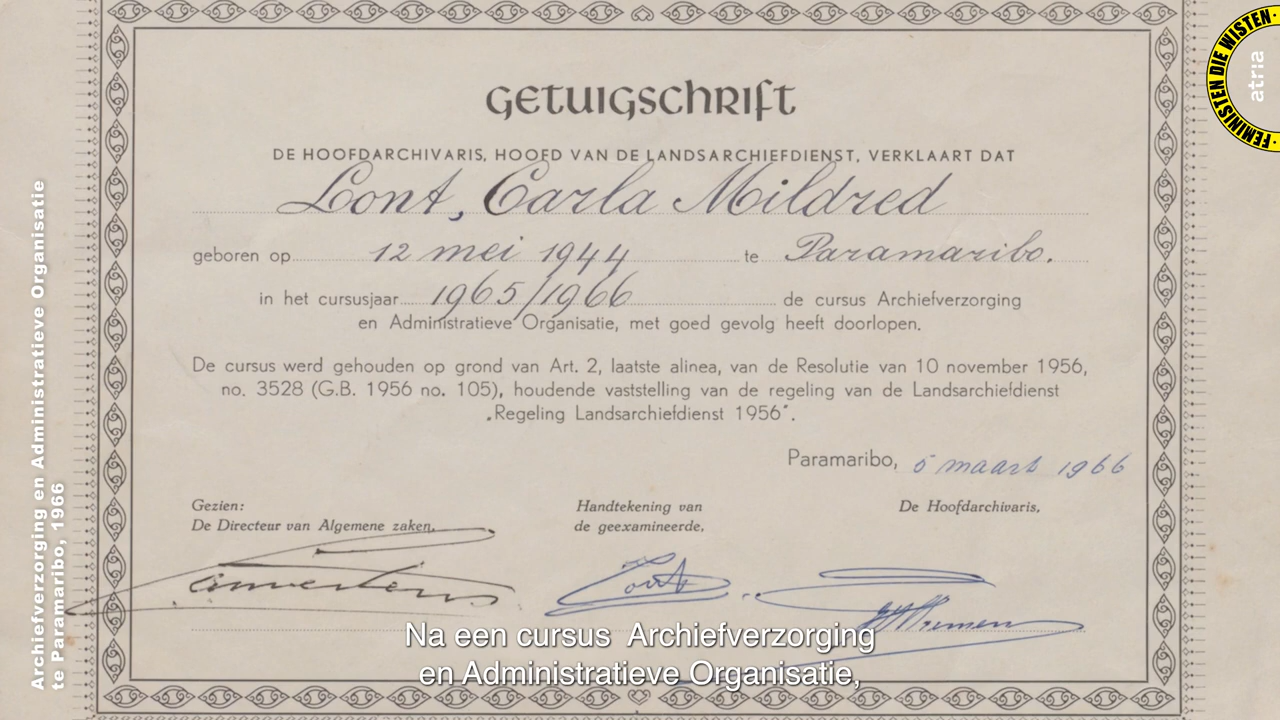 GETUIGSCHRIFT
DE HOOFDARCHIVARIS, HOOFD VAN DE LANDSARCHIEFDIENST, VERKLAART DAT
Lont, Carla Mildred
geboren op 12 mei 1944 te Paramaribo.
in het cursusjaar 1965/1966 de cursus Archiefverzorging
en Administratieve Organisatie, met goed gevolg heeft doorlopen.
De cursus werd gehouden op grond van Art. 2, laatste alinea, van de Resolutie van 10 november 1956,
no. 3528 (G.B. 1956 no. 105), houdende vaststelling van de regeling van de Landsarchiefdienst
„Regeling Landsarchiefdienst 1956".
Paramaribo, 5 maart 1966
Gezien:
De Directeur van Algemene zaken,
Handtekening van
de geexamineerde,
De Hoofdarchivaris,
Lont
Na een cursus Archiefverzorging
en Administratieve Organisatie,
Archiefverzorging en Administratieve Organisatie
te Paramaribo, 1966
FEMINISTEN DIE WISTEN
atria